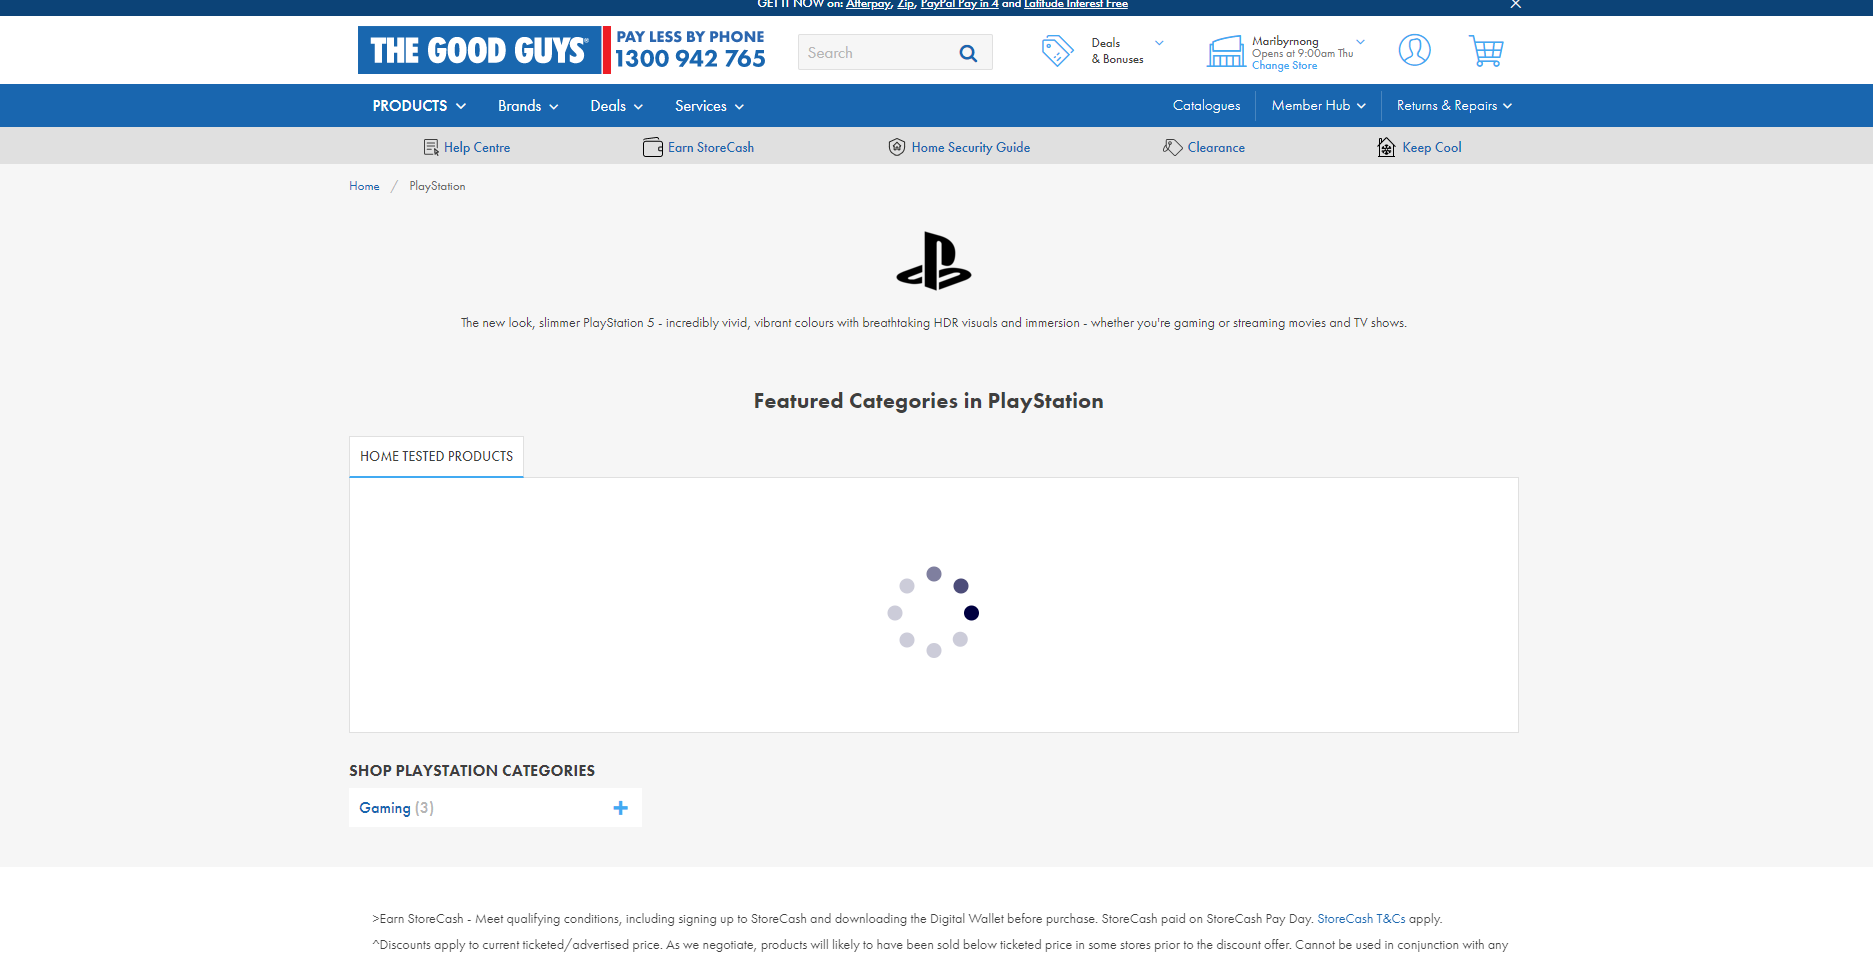 GET IT NOW on: Afterpay, Zip, PayPal Pay in 4 and Latitude Interest Free
THE GOOD GUYS
PAY LESS BY PHONE
1300 942 765
Search
Deals
& Bonuses
Maribyrnong
Opens at 9:00am Thu
Change Store
PRODUCTS Brands Deals Services Catalogues Member Hub Returns & Repairs
Help Centre Earn StoreCash Home Security Guide Clearance Keep Cool
Home / PlayStation
The new look, slimmer PlayStation 5 - incredibly vivid, vibrant colours with breathtaking HDR visuals and immersion - whether you're gaming or streaming movies and TV shows.
Featured Categories in PlayStation
HOME TESTED PRODUCTS
SHOP PLAYSTATION CATEGORIES
Gaming (3)
>Earn StoreCash - Meet qualifying conditions, including signing up to StoreCash and downloading the Digital Wallet before purchase. StoreCash paid on StoreCash Pay Day. StoreCash T&Cs apply.
^Discounts apply to current ticketed/advertised price. As we negotiate, products will likely to have been sold below ticketed price in some stores prior to the discount offer. Cannot be used in conjunction with any